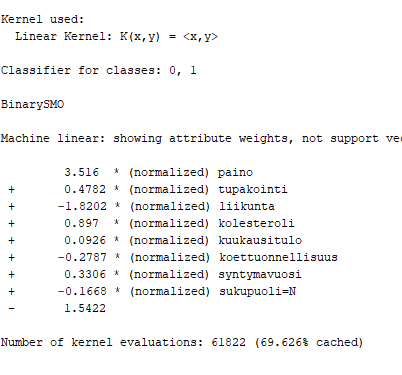 Kernel used:
Linear Kernel: K(x,y) = <x,y>
Classifier for classes: 0, 1
BinarySMO
Machine linear: showing attribute weights, not support
3.516 * (normalized) paino
+ 0.4782 * (normalized) tupakointi
+ -1.8202 * (normalized) liikunta
+ 0.897 * (normalized) kolesteroli
+ 0.0926 * (normalized) kuukausitulo
+ -0.2787 * (normalized) koettuonnellisuus
+ 0.3306 * (normalized) syntymavuosi
+ -0.1668 * (normalized) sukupuoli=N
- 1.5422
Number of kernel evaluations: 61822 (69.626% cached)